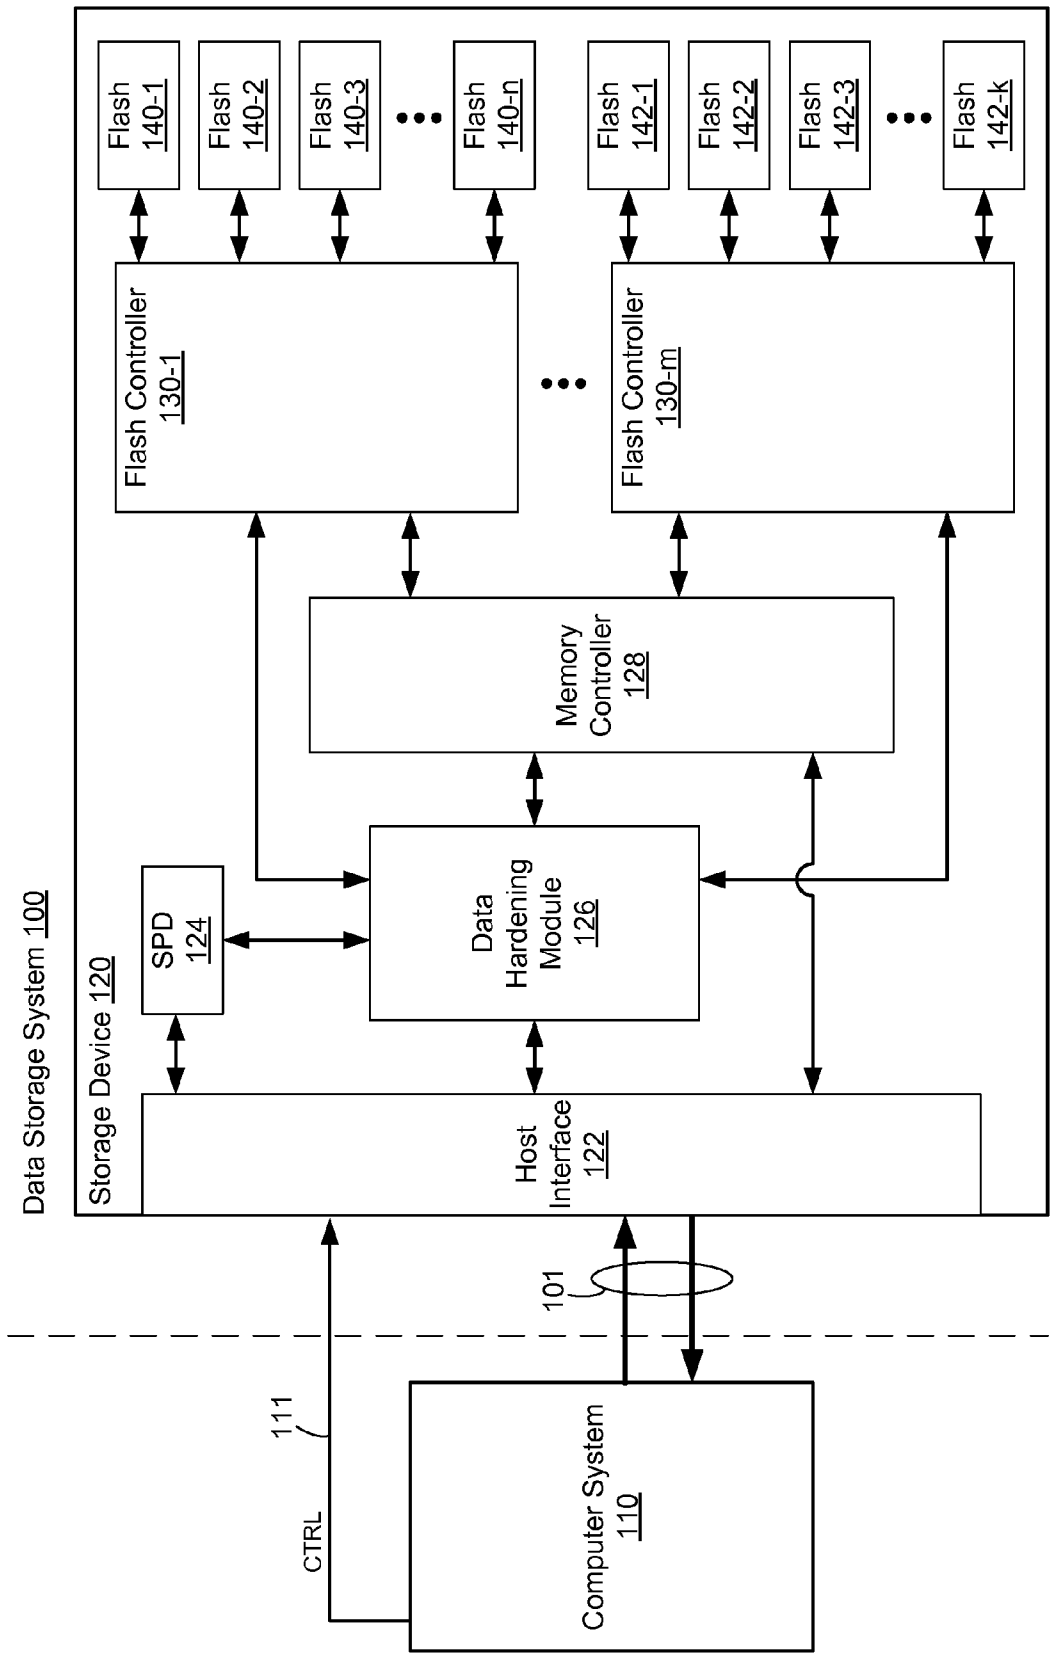 Data Storage System 100
Storage Device 120
Computer System
110
CTRL
111
101
Host
Interface
122
SPD
124
Data
Hardening
Module
126
Memory
Controller
128
Flash Controller
130-1
•••
Flash Controller
130-m
Flash
140-1
Flash
140-2
Flash
140-3
•••
Flash
140-n
Flash
142-1
Flash
142-2
Flash
142-3
•••
Flash
142-k